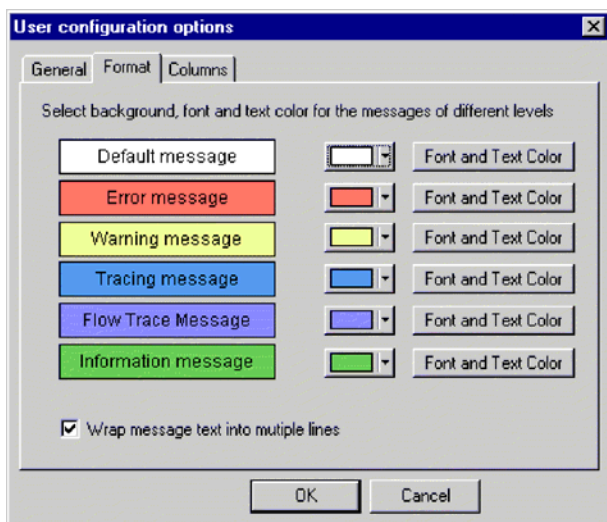 User configuration options
General Format Columns
Select background, font and text color for the messages of different levels
Default message Font and Text Color
Error message Font and Text Color
Warning message Font and Text Color
Tracing message Font and Text Color
Flow Trace Message Font and Text Color
Information message Font and Text Color
Wrap message text into mutiple lines
OK Cancel